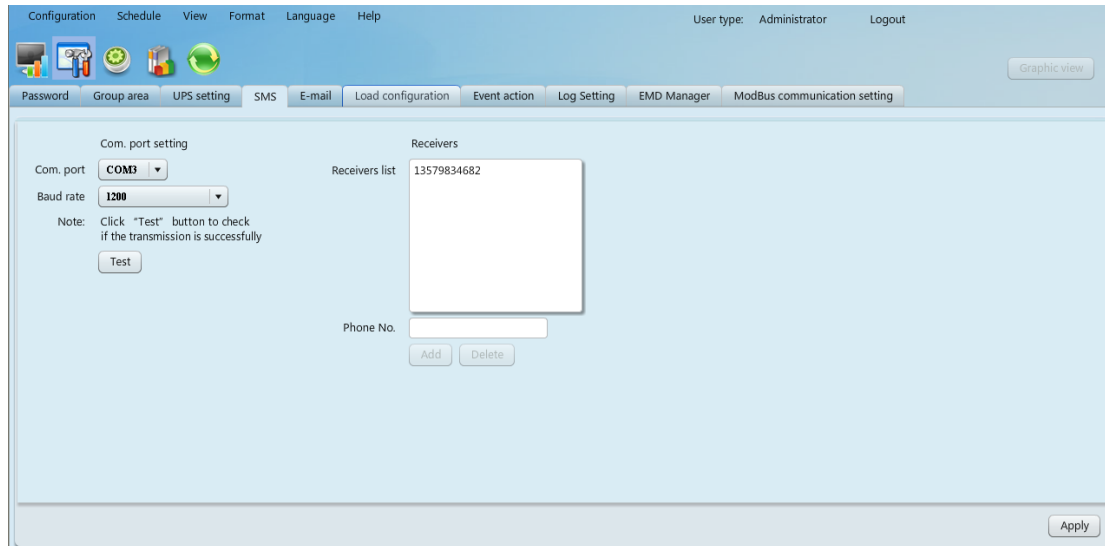 Configuration Schedule View Format Language Help User type: Administrator Logout
Graphic view
Password Group area UPS setting SMS E-mail Load configuration Event action Log Setting EMD Manager ModBus communication setting
Com. port setting Receivers
Com. port COM3 Receivers list 13579834682
Baud rate 1200
Note: Click "Test" button to check
if the transmission is successfully
Test
Phone No.
Add Delete
Apply